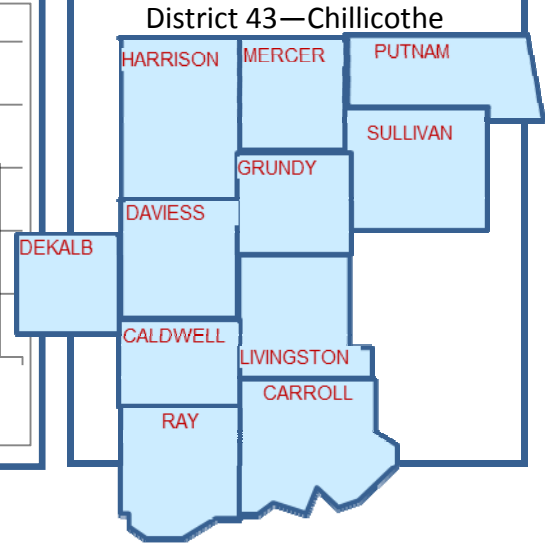 District 43—Chillicothe
HARRISON
MERCER
PUTNAM
SULLIVAN
GRUNDY
DAVIESS
DEKALB
CALDWELL
LIVINGSTON
CARROLL
RAY